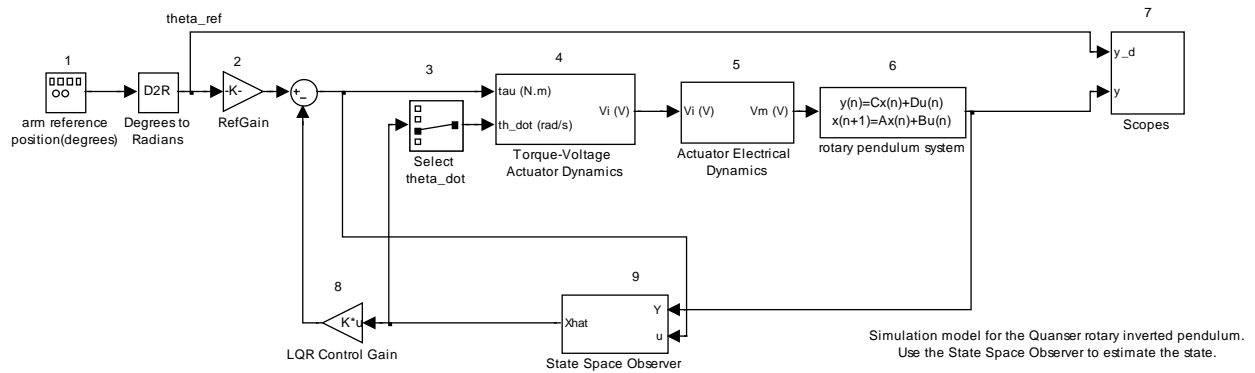 theta_ref
1
arm reference
position(degrees)
D2R
Degrees to
Radians
2
-K-
RefGain
+
−
3
Select
theta_dot
4
tau (N.m)
th_dot (rad/s)
Vi (V)
Torque-Voltage
Actuator Dynamics
5
Vi (V)
Vm (V)
Actuator Electrical
Dynamics
6
y(n)=Cx(n)+Du(n)
x(n+1)=Ax(n)+Bu(n)
rotary pendulum system
7
y_d
y
Scopes
8
K*u
LQR Control Gain
9
Xhat
Y
u
State Space Observer
Simulation model for the Quanser rotary inverted pendulum.
Use the State Space Observer to estimate the state.